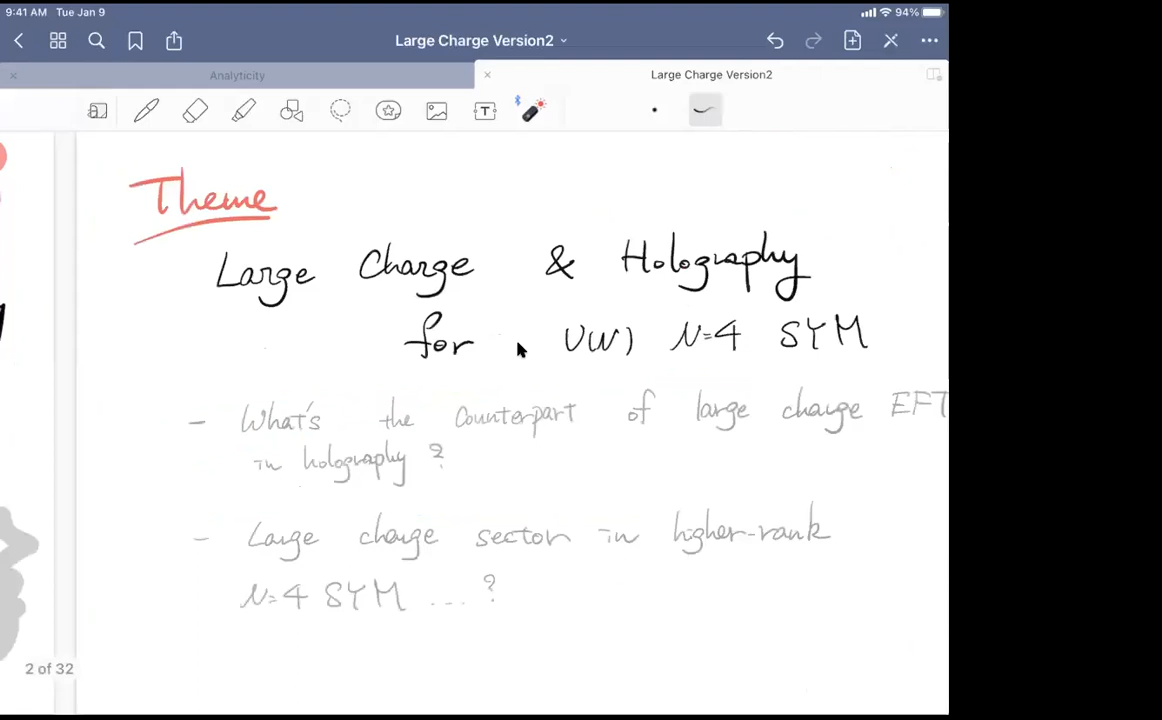 9:41 AM Tue Jan 9
94%
Large Charge Version2
Analyticity
Large Charge Version2
Theme
Large Charge & Holography
for U(N) N=4 SYM
- What's the counterpart of large charge EFT
in holography?
- Large charge sector in higher-rank
N=4 SYM ...?
2 of 32